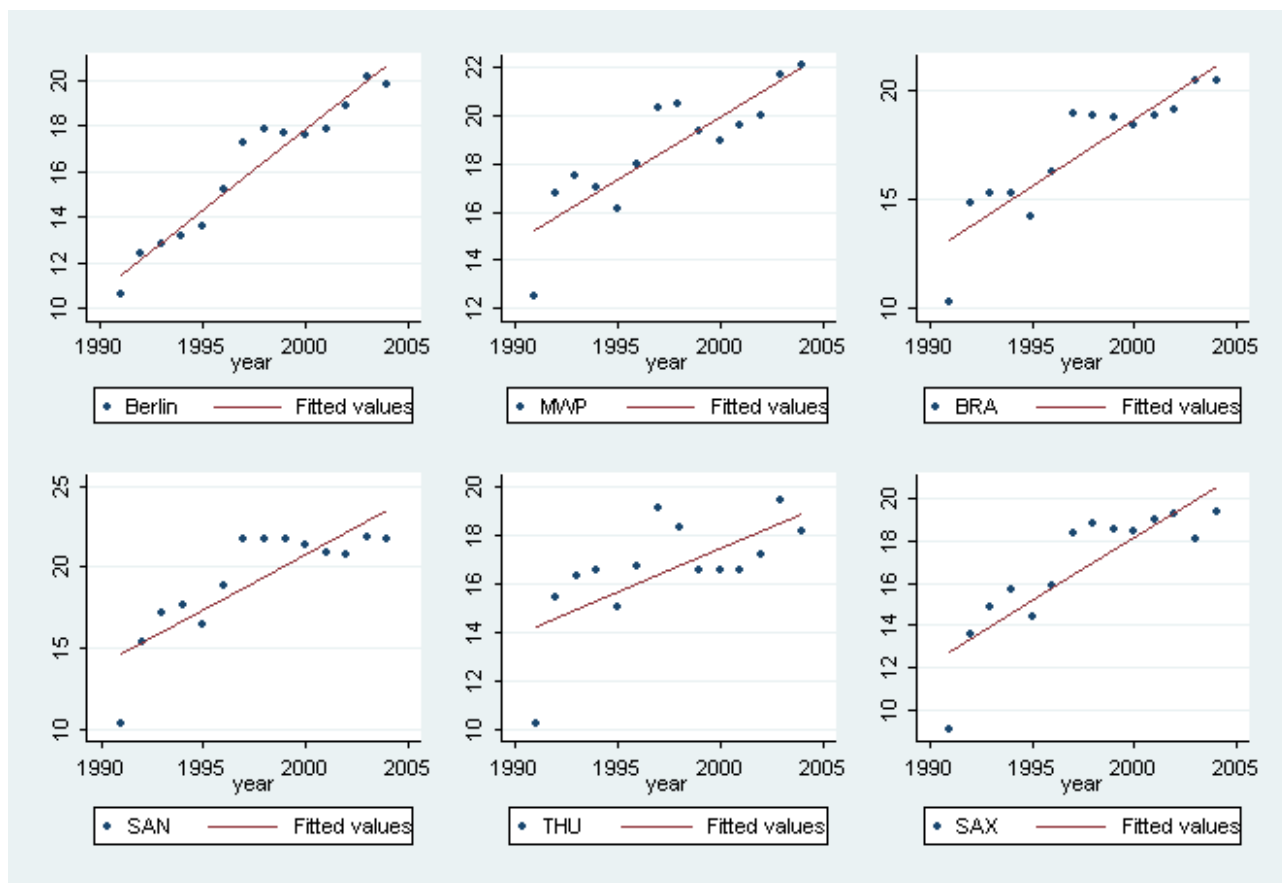 20
18
16
14
12
10
1990 1995 2000 2005
year
Berlin Fitted values
22
20
18
16
14
12
1990 1995 2000 2005
year
MWP Fitted values
20
15
10
1990 1995 2000 2005
year
BRA Fitted values
25
20
15
10
1990 1995 2000 2005
year
SAN Fitted values
20
18
16
14
12
10
1990 1995 2000 2005
year
THU Fitted values
20
18
16
14
12
10
1990 1995 2000 2005
year
SAX Fitted values